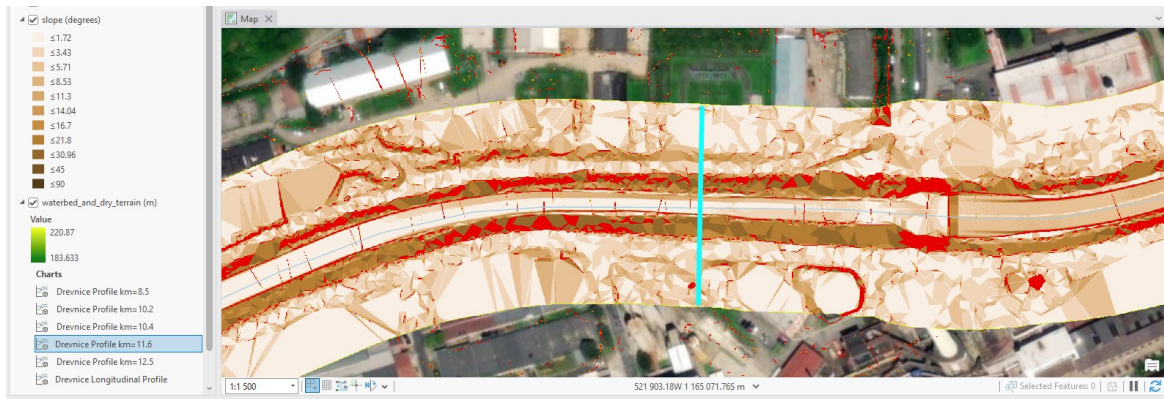 slope (degrees)
≤1.72
≤3.43
≤5.71
≤8.53
≤11.3
≤14.04
≤16.7
≤21.8
≤30.96
≤45
≤90
waterbed_and_dry_terrain (m)
Value
220.87
183.633
Charts
Drevnice Profile km=8.5
Drevnice Profile km=10.2
Drevnice Profile km=10.4
Drevnice Profile km=11.6
Drevnice Profile km=12.5
Drevnice Longitudinal Profile
Map
1:1 500
521 903.18W 1 165 071.76S m
Selected Features: 0